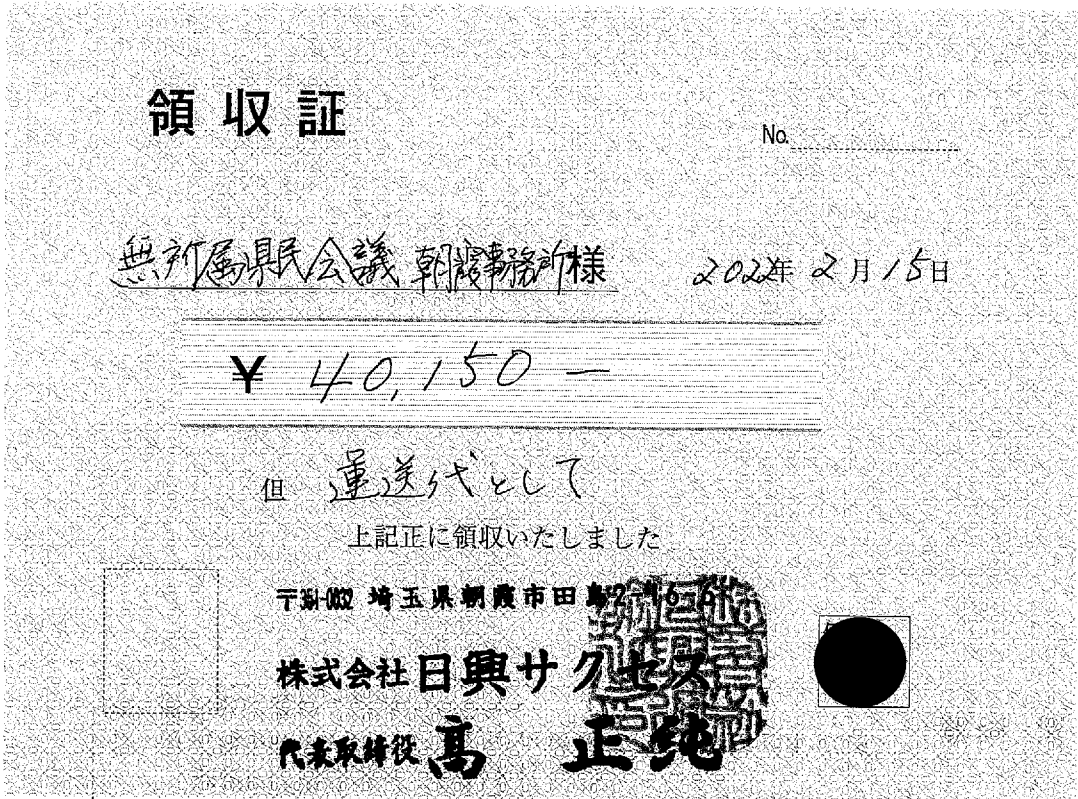 領収証
No.
無所属県民会議 朝霞事務所様
2022年 2月15日
¥ 40,150 —
但 運送代として
上記正に領収いたしました
埼玉県朝霞市田島
株式会社日興サクセス
代表取締役 高 正純